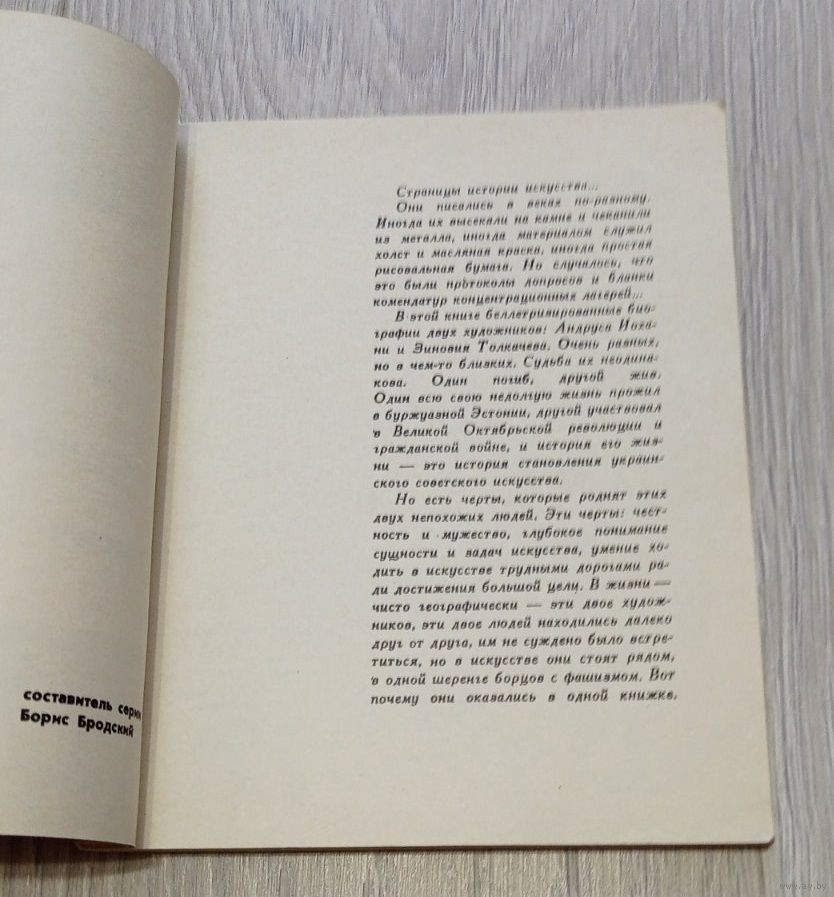 составитель серии
Борис Бродский
Страницы истории искусства...
Они писались в веках по-разному.
Иногда их высекали на камне и чеканили
из металла, иногда материалом служил
холст и масляная краска, иногда простая
рисовальная бумага. Но случалось, что
это были протоколы допросов и бланки
комендатур концентрационных лагерей...
В этой книге беллетризированные био-
графии двух художников: Андруса Йоха-
ни и Зиновия Толкачева. Очень разных,
но в чем-то близких. Судьба их неодина-
кова. Один погиб, другой жив.
Один всю свою недолгую жизнь прожил
в буржуазной Эстонии, другой участвовал
в Великой Октябрьской революции и
гражданской войне, и история его жиз-
ни — это история становления украин-
ского советского искусства.
Но есть черты, которые роднят этих
двух непохожих людей. Эти черты: чест-
ность и мужество, глубокое понимание
сущности и задач искусства, умение хо-
дить в искусстве трудными дорогами ра-
ди достижения большой цели. В жизни —
чисто географически — эти двое худож-
ников, эти двое людей находились далеко
друг от друга, им не суждено было встре-
титься, но в искусстве они стоят рядом,
в одной шеренге борцов с фашизмом. Вот
почему они оказались в одной книжке.
www.ay.by